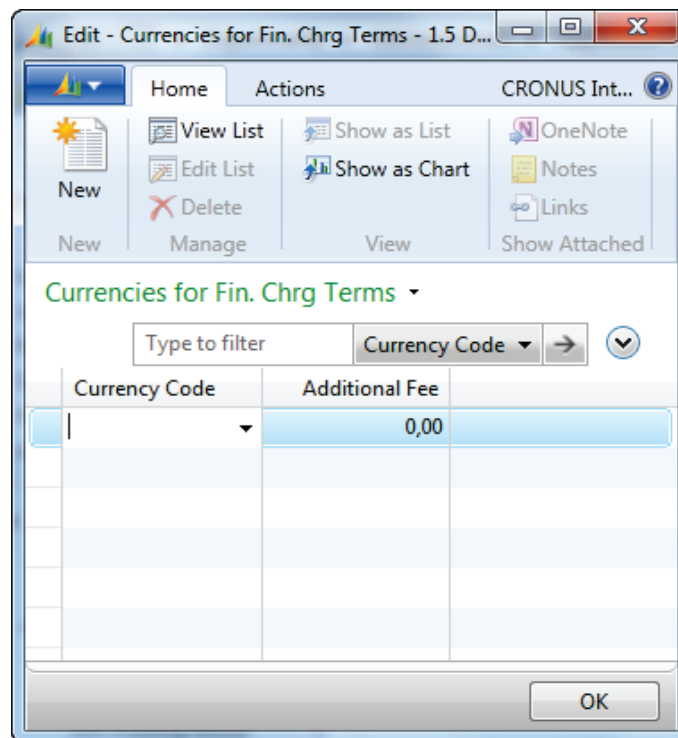 Edit - Currencies for Fin. Chrg Terms - 1.5 D...
Home Actions CRONUS Int...
New
View List
Edit List
Delete
Show as List
Show as Chart
OneNote
Notes
Links
New Manage View Show Attached
Currencies for Fin. Chrg Terms
Type to filter Currency Code
Currency Code Additional Fee
0,00
OK